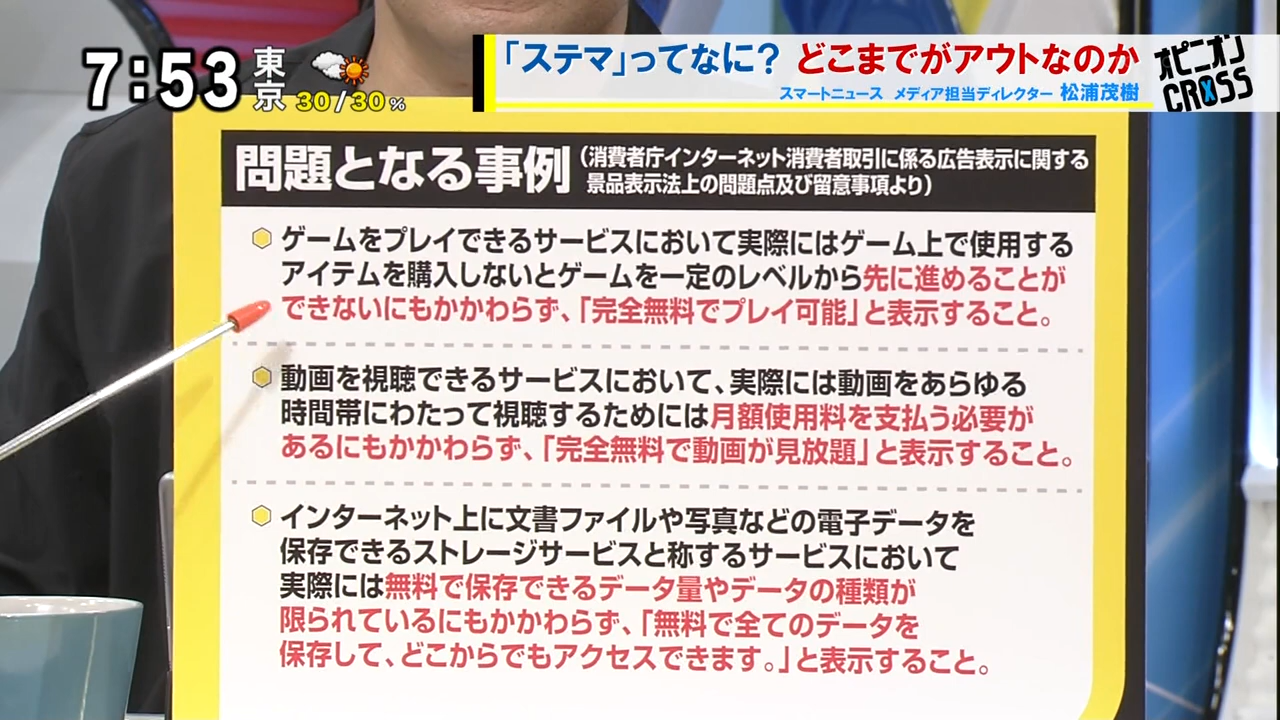 7:53
東京
30/30%
「ステマ」ってなに? どこまでがアウトなのか
スマートニュース メディア担当ディレクター 松浦茂樹
オピニオン
CROSS
問題となる事例
(消費者庁インターネット消費者取引に係る広告表示に関する
景品表示法上の問題点及び留意事項より)
ゲームをプレイできるサービスにおいて実際にはゲーム上で使用する
アイテムを購入しないとゲームを一定のレベルから先に進めることが
できないにもかかわらず、「完全無料でプレイ可能」と表示すること。
動画を視聴できるサービスにおいて、実際には動画をあらゆる
時間帯にわたって視聴するためには月額使用料を支払う必要が
あるにもかかわらず、「完全無料で動画が見放題」と表示すること。
インターネット上に文書ファイルや写真などの電子データを
保存できるストレージサービスと称するサービスにおいて
実際には無料で保存できるデータ量やデータの種類が
限られているにもかかわらず、「無料で全てのデータを
保存して、どこからでもアクセスできます。」と表示すること。